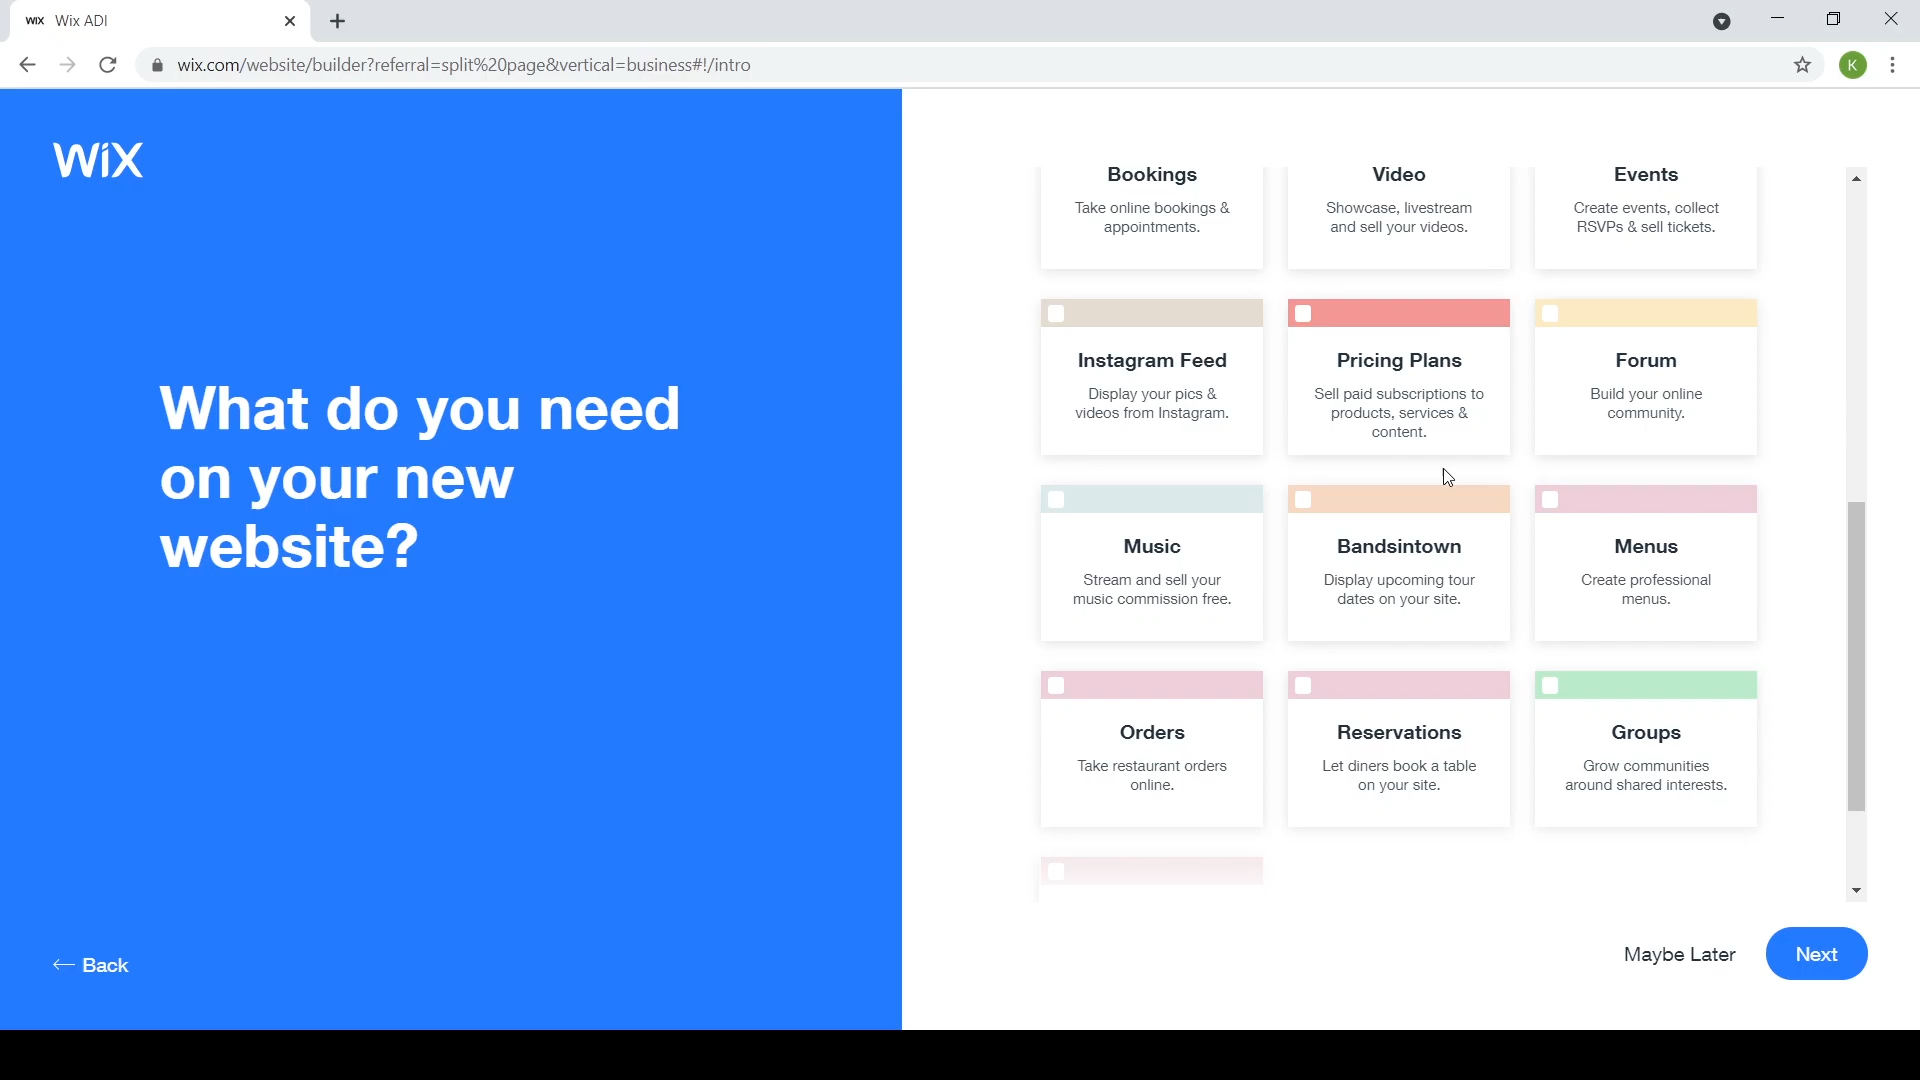 WIX Wix ADI
wix.com/website/builder?referral=split%20page&vertical=business#!/intro
K
WiX
What do you need
on your new
website?
Back
Bookings
Take online bookings &
appointments.
Video
Showcase, livestream
and sell your videos.
Events
Create events, collect
RSVPs & sell tickets.
Instagram Feed
Display your pics &
videos from Instagram.
Pricing Plans
Sell paid subscriptions to
products, services &
content.
Forum
Build your online
community.
Music
Stream and sell your
music commission free.
Bandsintown
Display upcoming tour
dates on your site.
Menus
Create professional
menus.
Orders
Take restaurant orders
online.
Reservations
Let diners book a table
on your site.
Groups
Grow communities
around shared interests.
Maybe Later
Next